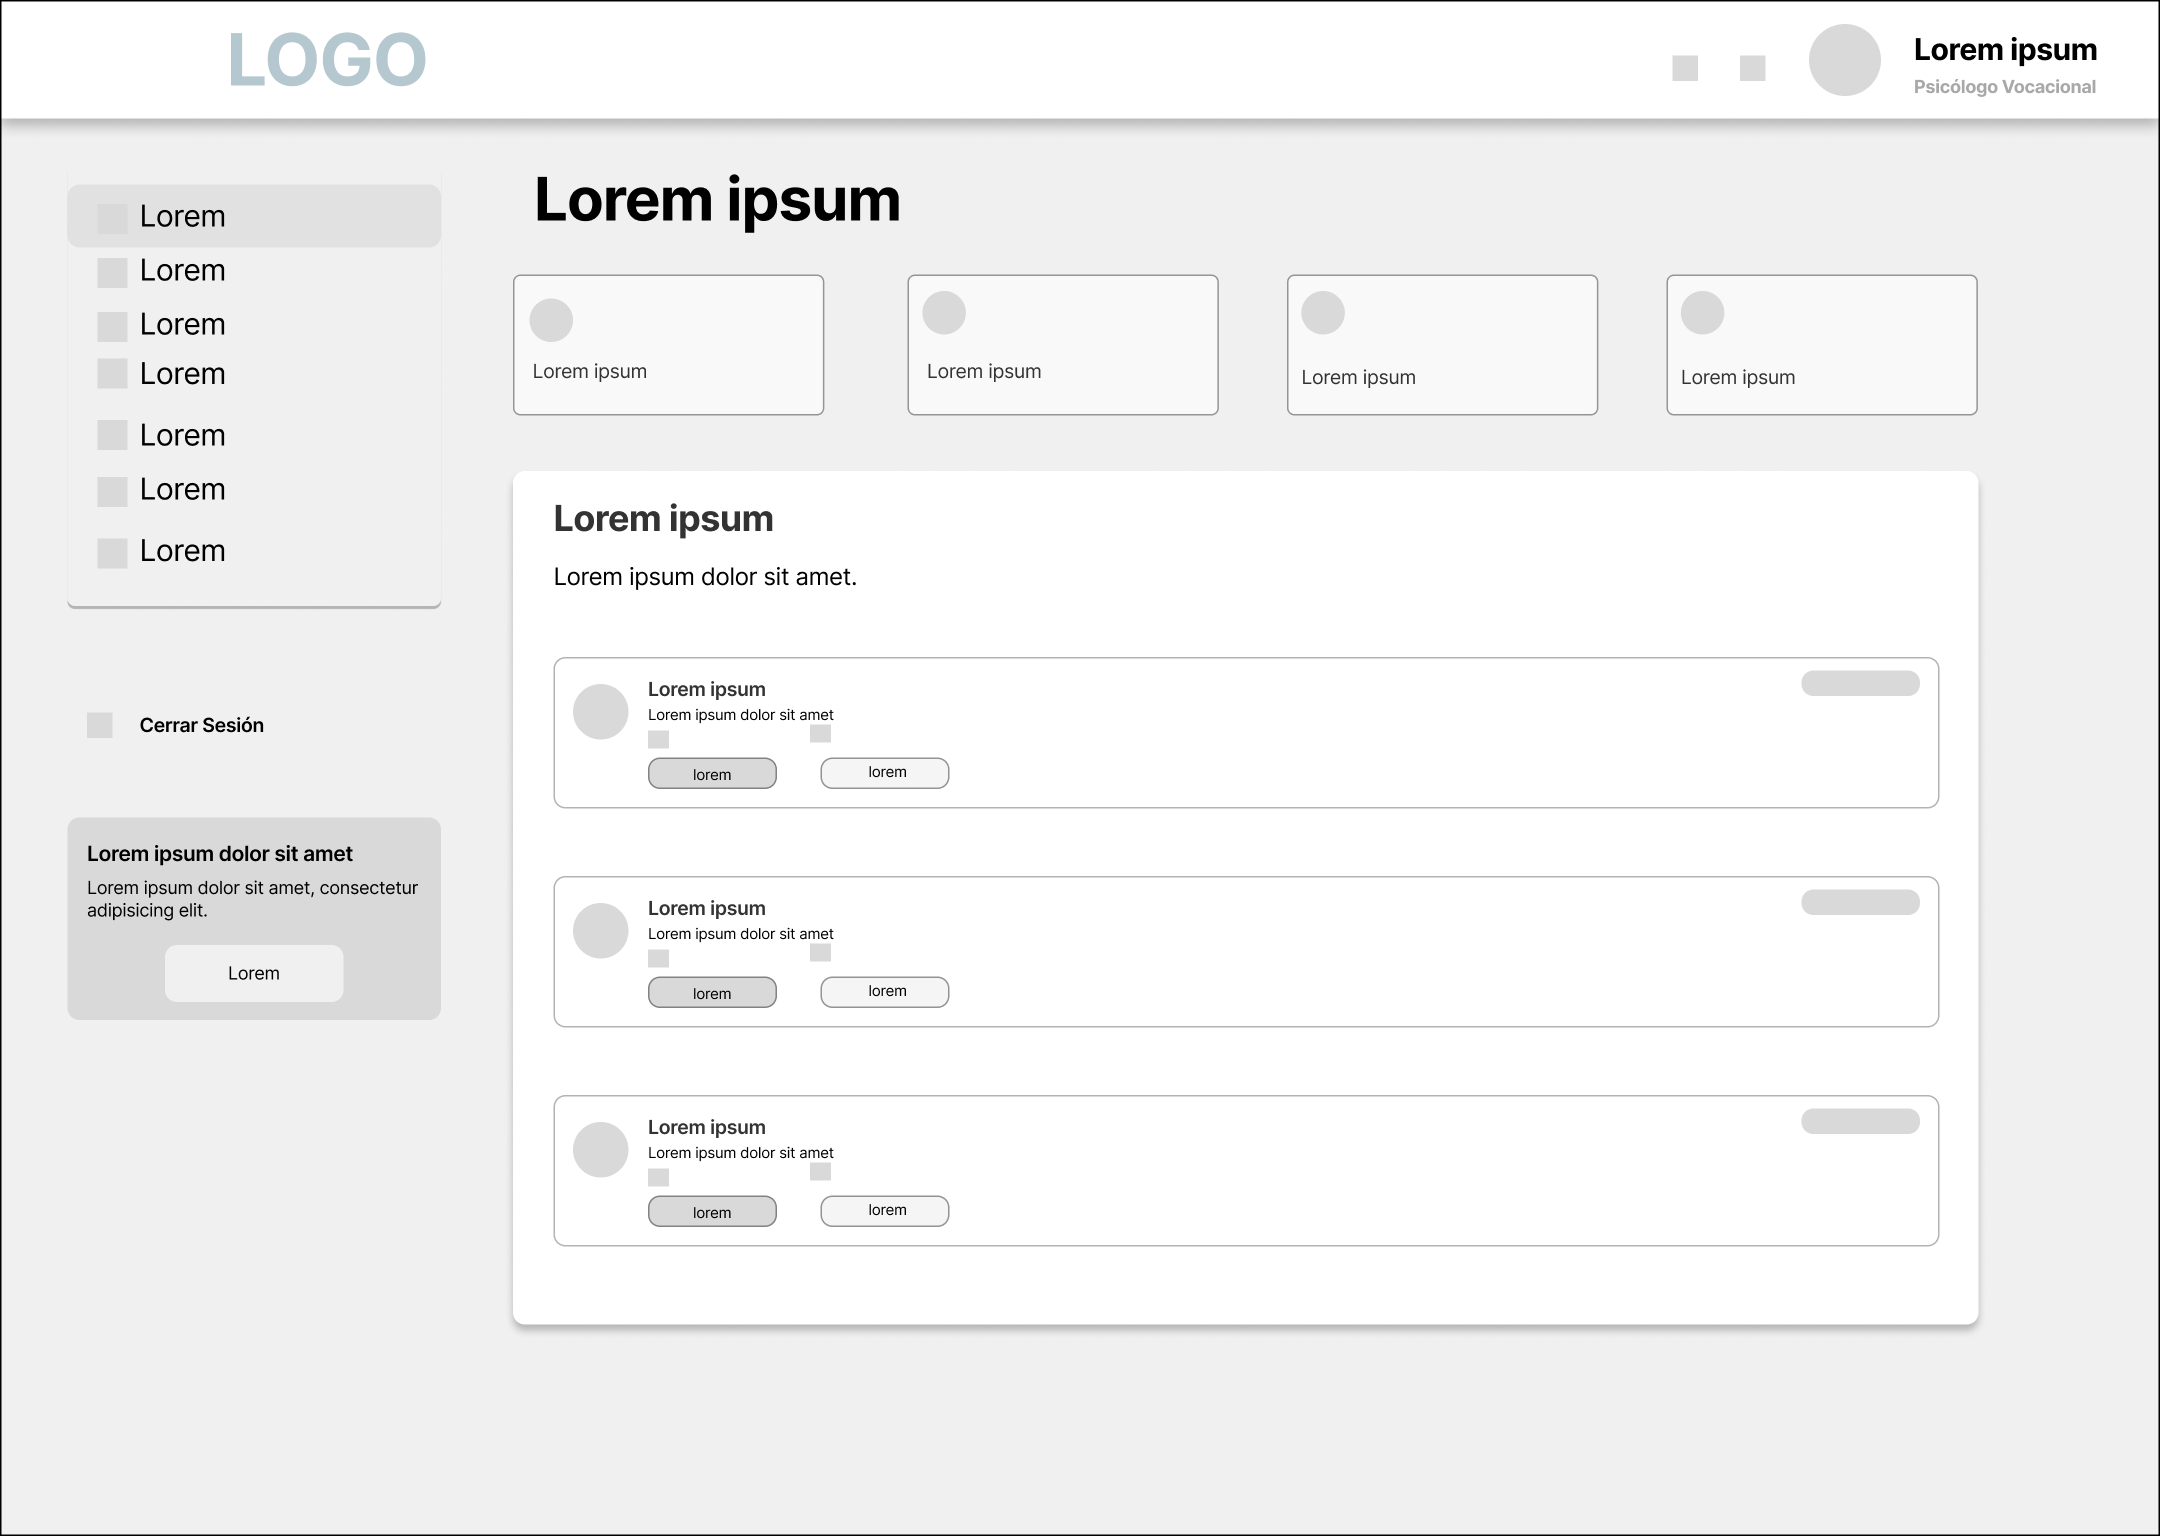 LOGO
Lorem ipsum
Psicólogo Vocacional
Lorem
Lorem
Lorem
Lorem
Lorem
Lorem
Lorem
Cerrar Sesión
Lorem ipsum dolor sit amet
Lorem ipsum dolor sit amet, consectetur
adipisicing elit.
Lorem
Lorem ipsum
Lorem ipsum
Lorem ipsum
Lorem ipsum
Lorem ipsum
Lorem ipsum
Lorem ipsum dolor sit amet.
Lorem ipsum
Lorem ipsum dolor sit amet
lorem
lorem
Lorem ipsum
Lorem ipsum dolor sit amet
lorem
lorem
Lorem ipsum
Lorem ipsum dolor sit amet
lorem
lorem